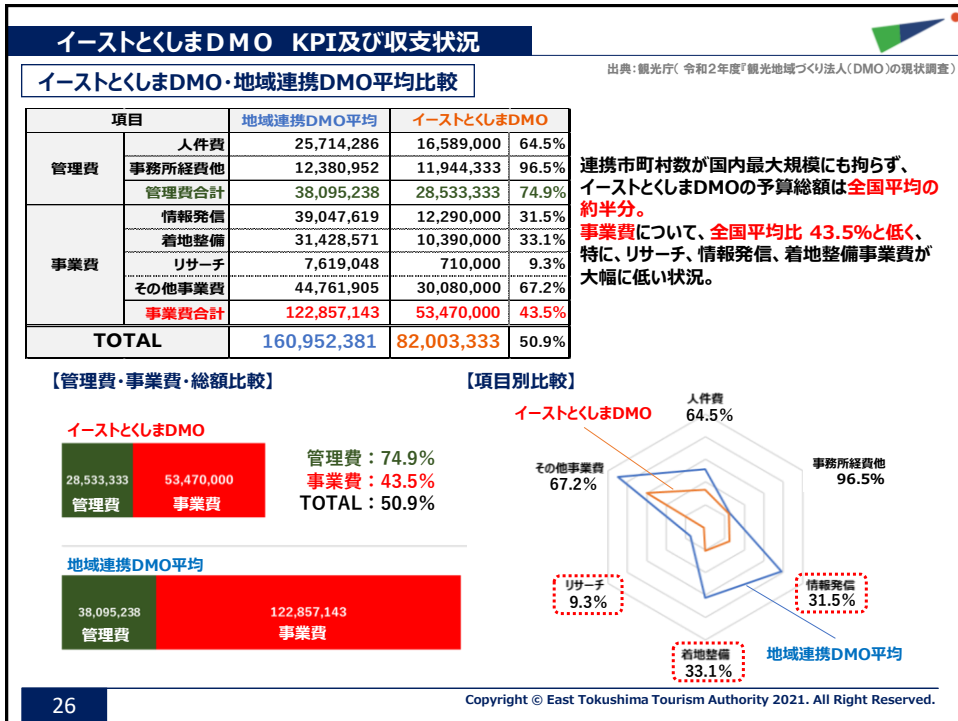 イーストとくしまＤＭＯ KPI及び収支状況
出典：観光庁（ 令和２年度『観光地域づくり法人（DMO）の現状調査）
イーストとくしまDMO・地域連携DMO平均比較
項目 地域連携DMO平均 イーストとくしまDMO
管理費
人件費 25,714,286 16,589,000 64.5%
事務所経費他 12,380,952 11,944,333 96.5%
管理費合計 38,095,238 28,533,333 74.9%
事業費
情報発信 39,047,619 12,290,000 31.5%
着地整備 31,428,571 10,390,000 33.1%
リサーチ 7,619,048 710,000 9.3%
その他事業費 44,761,905 30,080,000 67.2%
事業費合計 122,857,143 53,470,000 43.5%
TOTAL 160,952,381 82,003,333 50.9%
連携市町村数が国内最大規模にも拘らず、
イーストとくしまDMOの予算総額は全国平均の
約半分。
事業費について、全国平均比 43.5%と低く、
特に、リサーチ、情報発信、着地整備事業費が
大幅に低い状況。
【管理費・事業費・総額比較】
イーストとくしまDMO
28,533,333 53,470,000
管理費 事業費
管理費：74.9%
事業費：43.5%
TOTAL：50.9%
地域連携DMO平均
38,095,238 122,857,143
管理費 事業費
【項目別比較】
イーストとくしまDMO
人件費
64.5%
事務所経費他
96.5%
その他事業費
67.2%
リサーチ
9.3%
情報発信
31.5%
着地整備
33.1%
地域連携DMO平均
26
Copyright © East Tokushima Tourism Authority 2021. All Right Reserved.